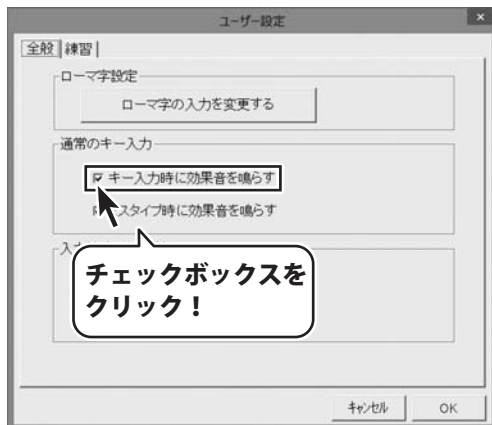 ユーザー設定
全般 練習
ローマ字設定
ローマ字の入力を変更する
通常のキー入力
キー入力時に効果音を鳴らす
スタイプ時に効果音を鳴らす
チェックボックスを
クリック！
キャンセル OK